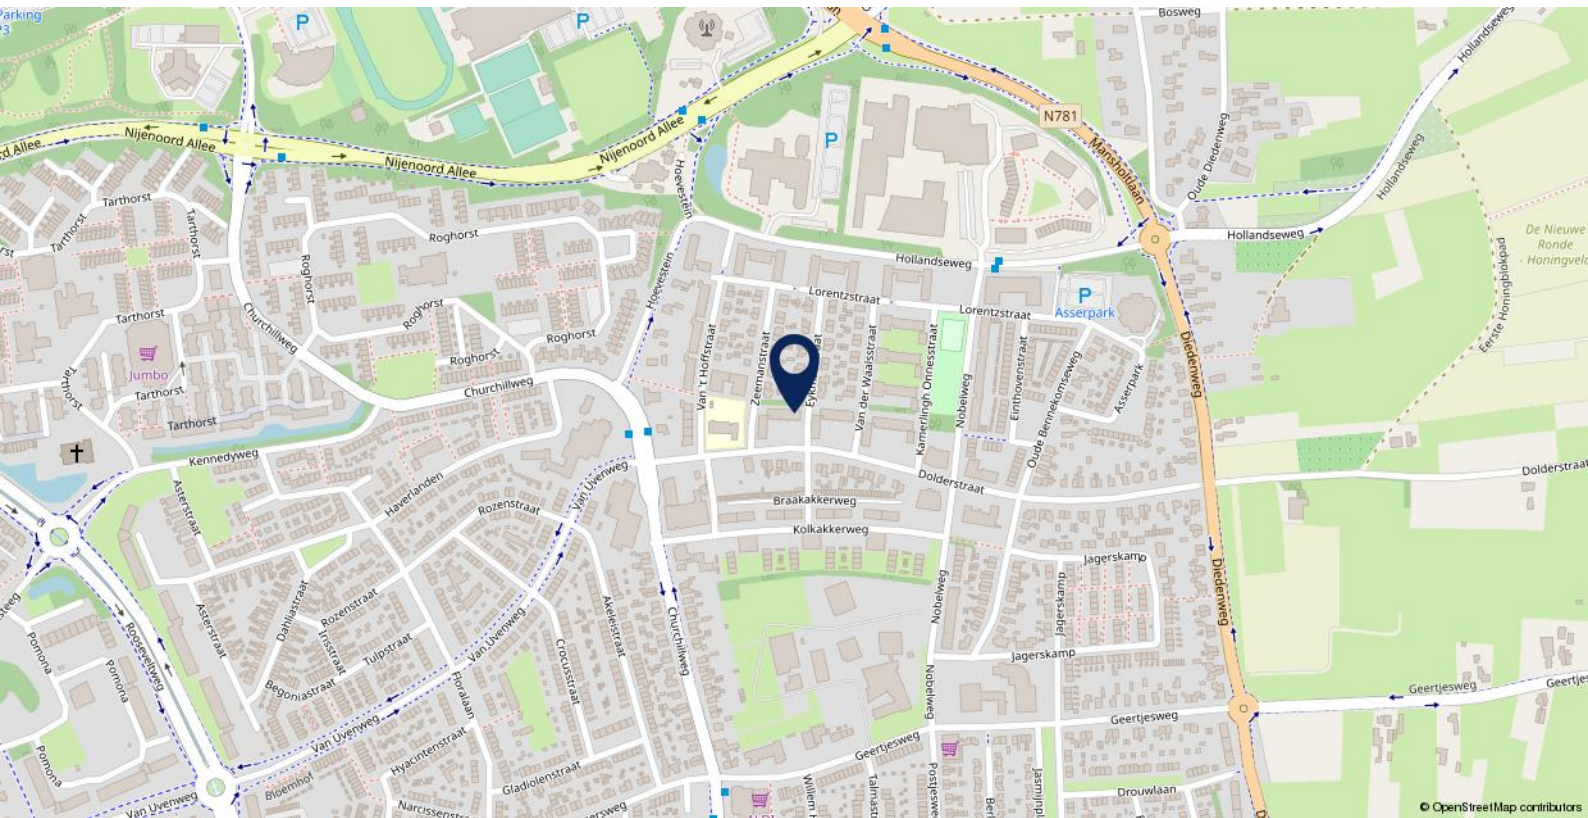 Parking
P3
P
P
Bosweg
Hollandseweg
N781
Nijenoord Allee
Nijenoord Allee
Nijenoord Allee
Mansholtlaan
Oude Diedenweg
Hollandseweg
P
Hoevestein
Tarthorst
Tarthorst
Tarthorst
Roghorst
Hollandseweg
Hollandseweg
De Nieuwe
Ronde
- Honingveld
Roghorst
Hoevestein
Lorentzstraat
Lorentzstraat
P
Asserpark
Eerste Honingblokpad
Roghorst
Tarthorst
Churchillweg
Roghorst
Roghorst
Jumbo
Tarthorst
Tarthorst
Churchillweg
Van 't Hoffstraat
Zeemanstraat
Van der Waalsstraat
Kamerlingh Onnesstraat
Nobelweg
Einthovenstraat
Oude Bennekomseweg
Asserpark
Diedenweg
Tarthorst
Kennedyweg
Dolderstraat
Dolderstraat
Asterstraat
Haverlanden
Van Uvenweg
Rozenstraat
Braakakkerweg
Kolkakkerweg
Jagerskamp
Jagerskamp
Nobelweg
Diedenweg
Dahliastraat
Rozenstraat
Irisstraat
Tulpstraat
Asterstraat
Akeleistraat
Churchillweg
Van Uvenweg
Crocusstraat
Jagerskamp
Pomona
Pomona
Rooseveltweg
Begoniastraat
Floralaan
Nobelweg
Geertjesweg
Geertjesweg
Van Uvenweg
Hyacintenstraat
Geertjesweg
Pomona
Gladiolenstraat
Bloemhof
Van Uvenweg
Drouwlaan
© OpenStreetMap contributors